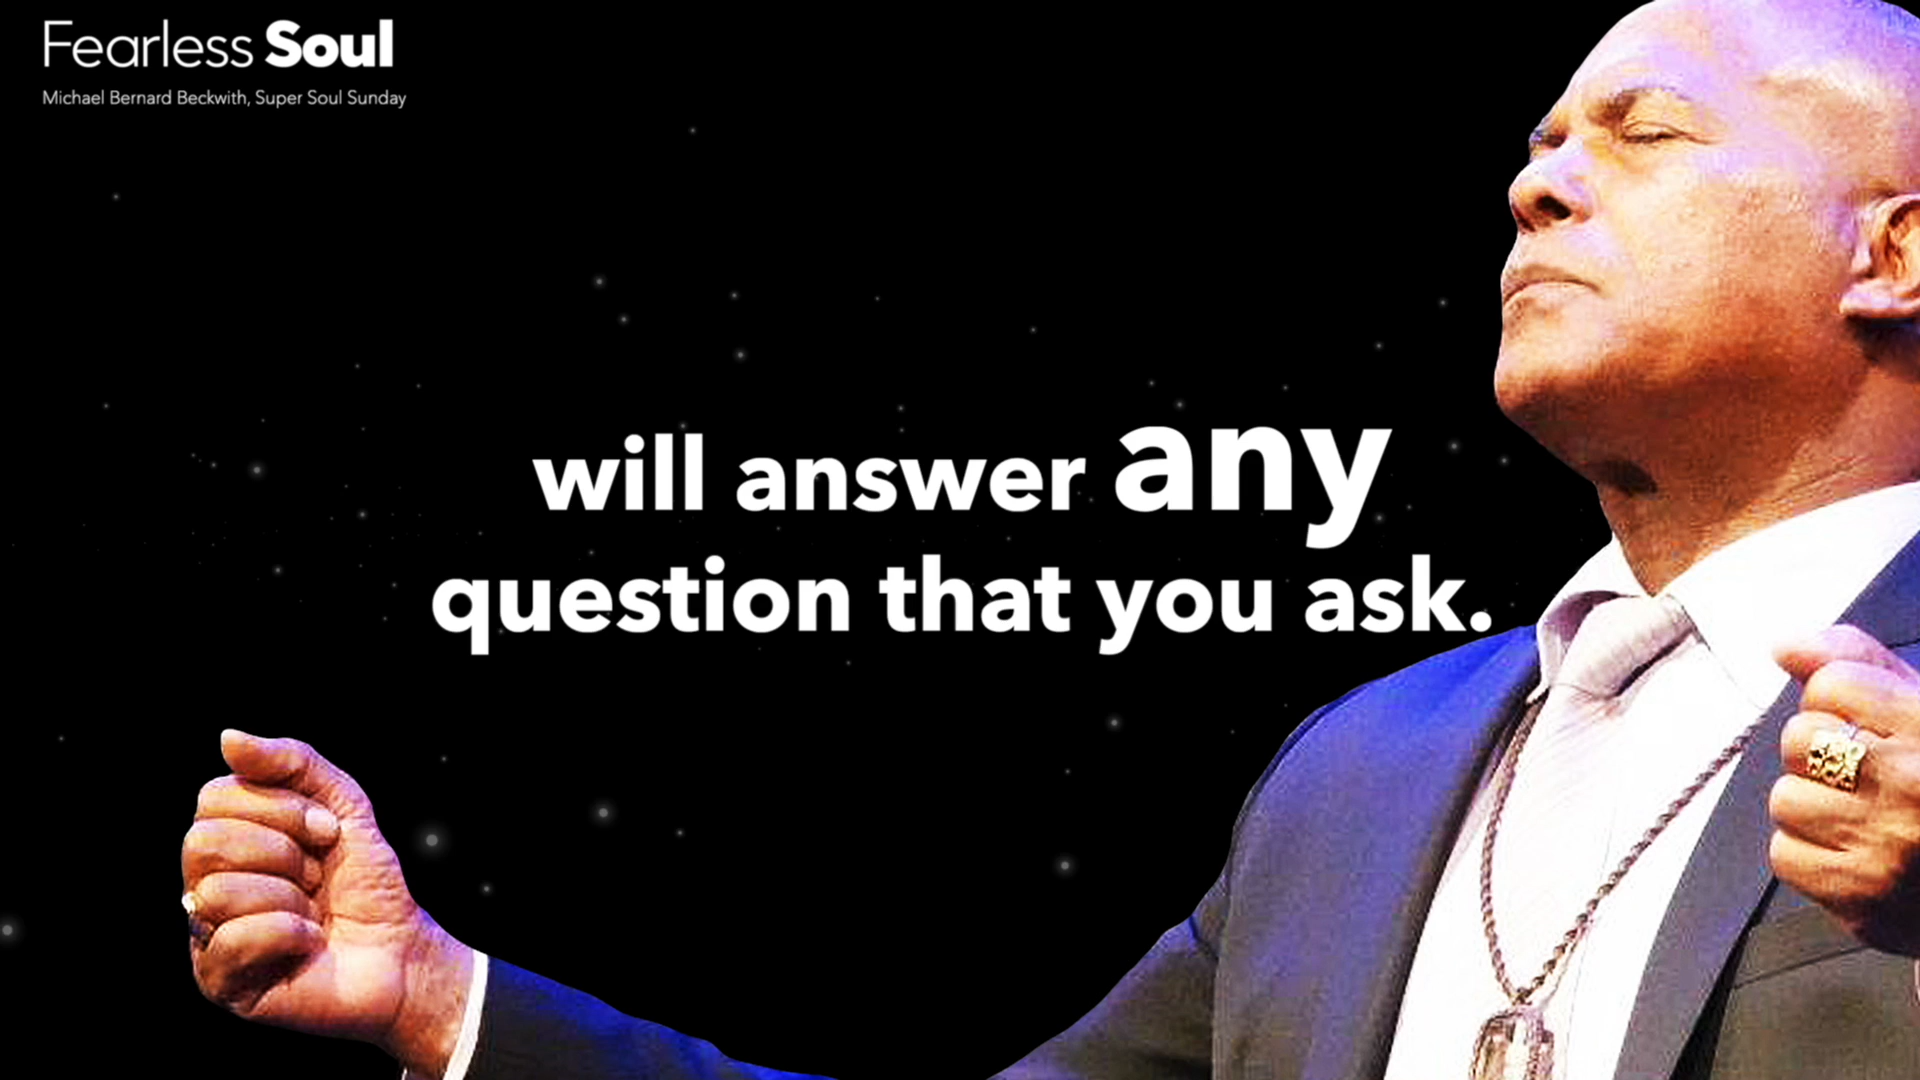 Fearless Soul
Michael Bernard Beckwith, Super Soul Sunday
will answer any
question that you ask.